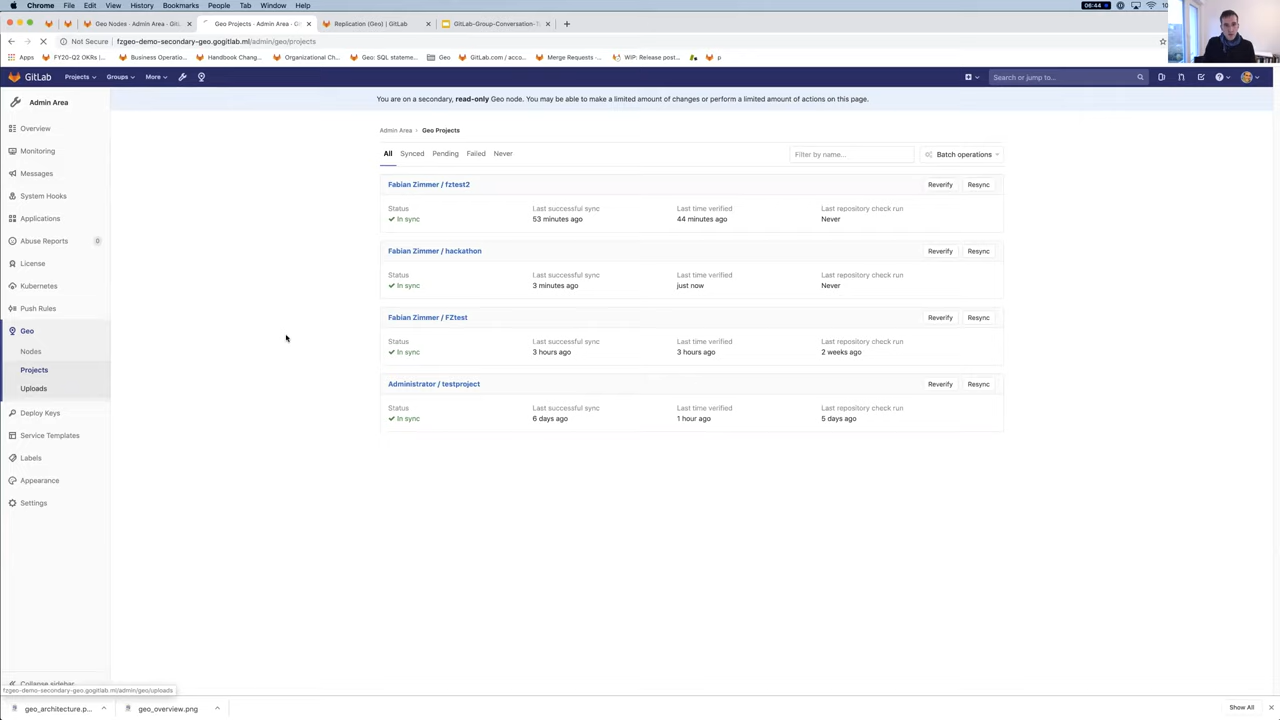 Chrome File Edit View History Bookmarks People Tab Window Help 06:44
Geo Nodes · Admin Area · GitL
Geo Projects · Admin Area · G
Replication (Geo) | GitLab
GitLab-Group-Conversation-T
Not Secure fzgeo-demo-secondary-geo.gogitlab.ml/admin/geo/projects
Apps FY20-Q2 OKRs |... Business Operatio... Handbook Chang... Organizational Ch... Geo: SQL stateme... Geo GitLab.com / acco... Merge Requests ·... WiP: Release post... p
GitLab Projects Groups More Search or jump to...
Admin Area
Overview
Monitoring
Messages
System Hooks
Applications
Abuse Reports 0
License
Kubernetes
Push Rules
Geo
Nodes
Projects
Uploads
Deploy Keys
Service Templates
Labels
Appearance
Settings
Collapse sidebar
You are on a secondary, read-only Geo node. You may be able to make a limited amount of changes or perform a limited amount of actions on this page.
Admin Area › Geo Projects
All Synced Pending Failed Never Filter by name... Batch operations
Fabian Zimmer / fztest2 Reverify Resync
Status Last successful sync Last time verified Last repository check run
In sync 53 minutes ago 44 minutes ago Never
Fabian Zimmer / hackathon Reverify Resync
Status Last successful sync Last time verified Last repository check run
In sync 3 minutes ago just now Never
Fabian Zimmer / FZtest Reverify Resync
Status Last successful sync Last time verified Last repository check run
In sync 3 hours ago 3 hours ago 2 weeks ago
Administrator / testproject Reverify Resync
Status Last successful sync Last time verified Last repository check run
In sync 6 days ago 1 hour ago 5 days ago
fzgeo-demo-secondary-geo.gogitlab.ml/admin/geo/uploads
geo_architecture.p... geo_overview.png Show All